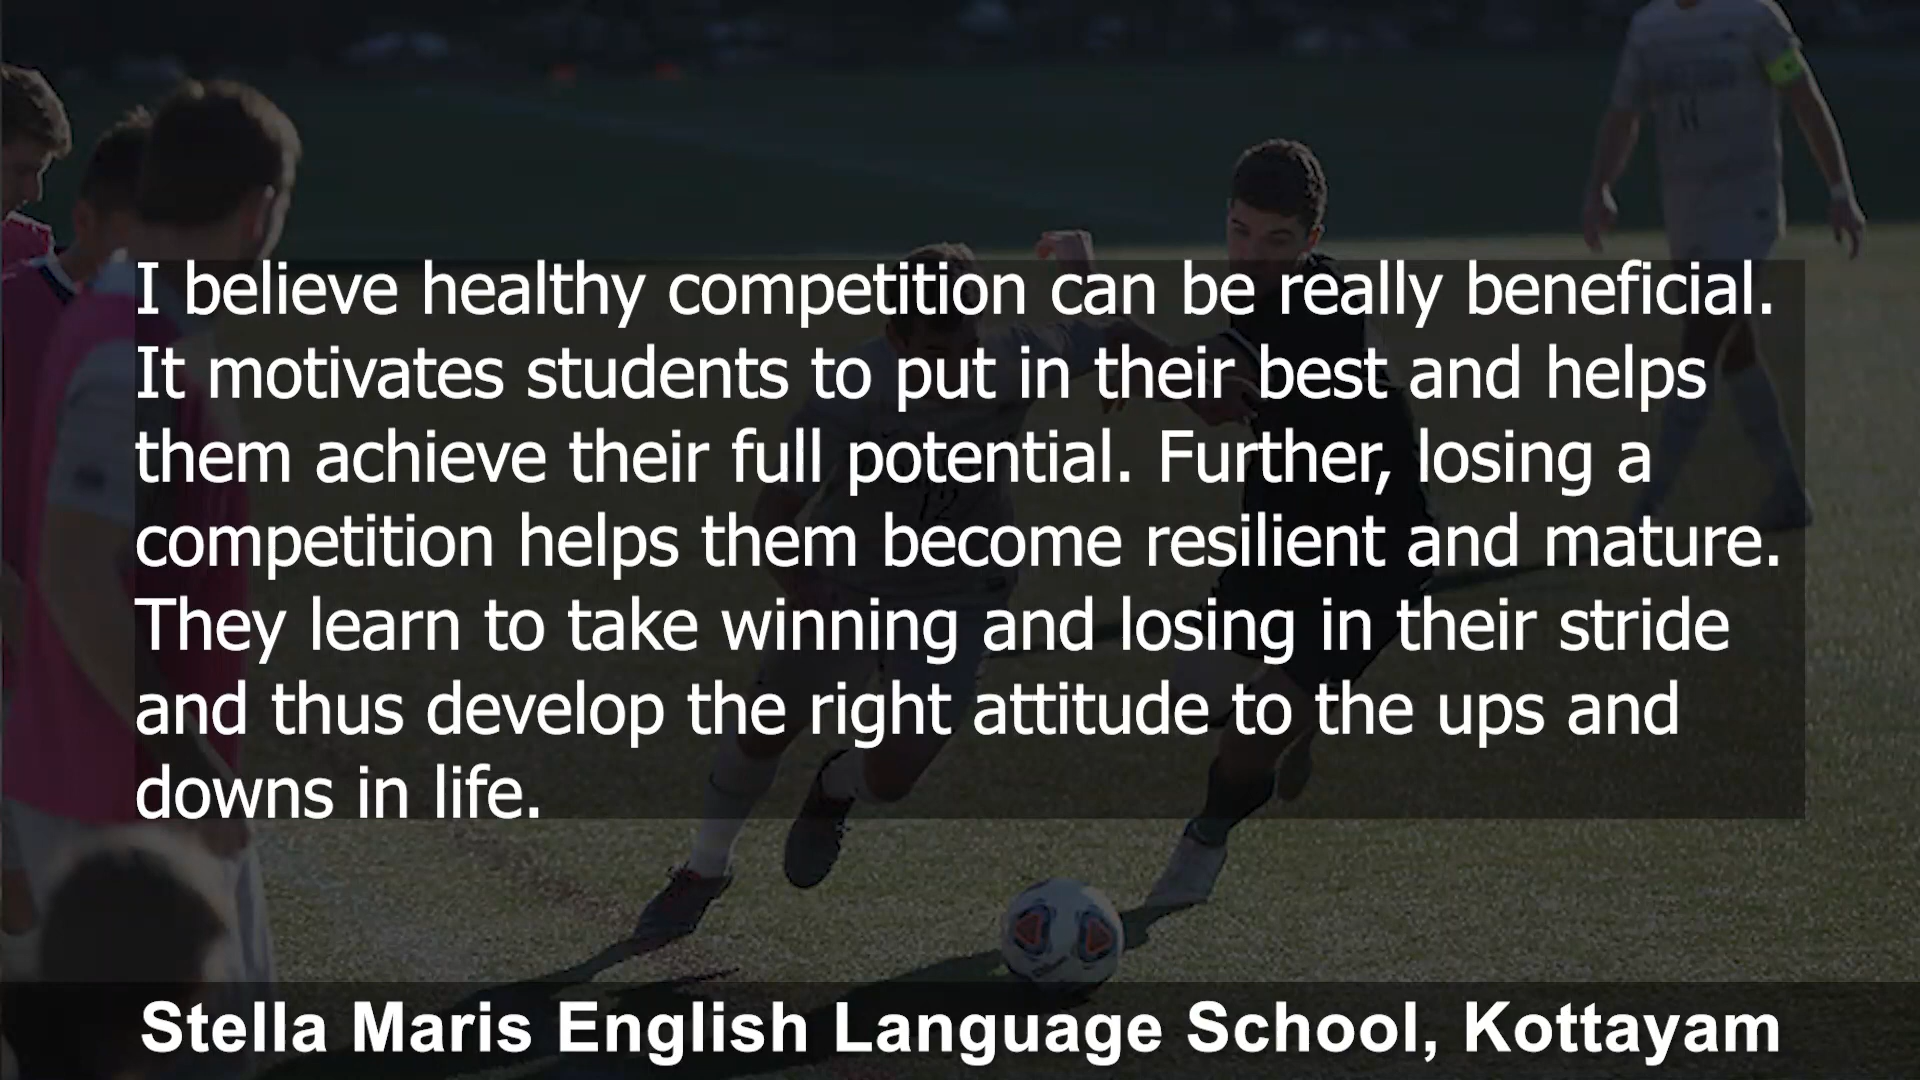 I believe healthy competition can be really beneficial.
It motivates students to put in their best and helps
them achieve their full potential. Further, losing a
competition helps them become resilient and mature.
They learn to take winning and losing in their stride
and thus develop the right attitude to the ups and
downs in life.
Stella Maris English Language School, Kottayam